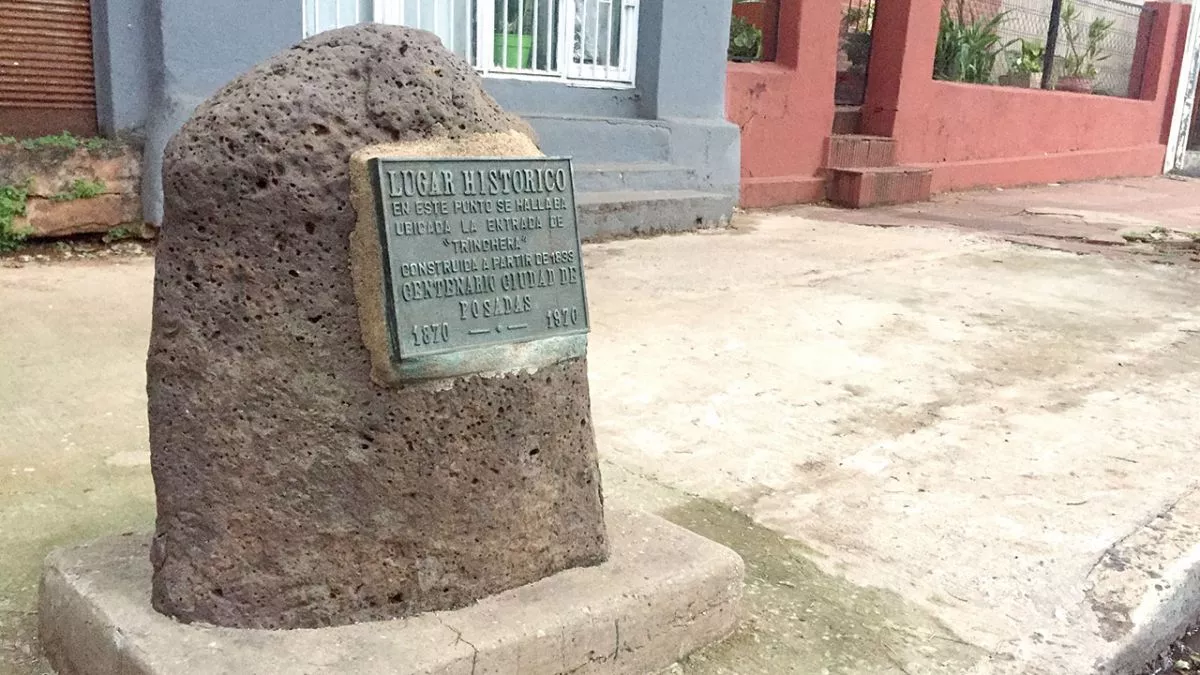 LUGAR HISTORICO
EN ESTE PUNTO SE HALLABA
UBICADA LA ENTRADA DE
"TRINCHERA"
CONSTRUIDA A PARTIR DE 1838
CENTENARIO CIUDAD DE
POSADAS
1870 1970